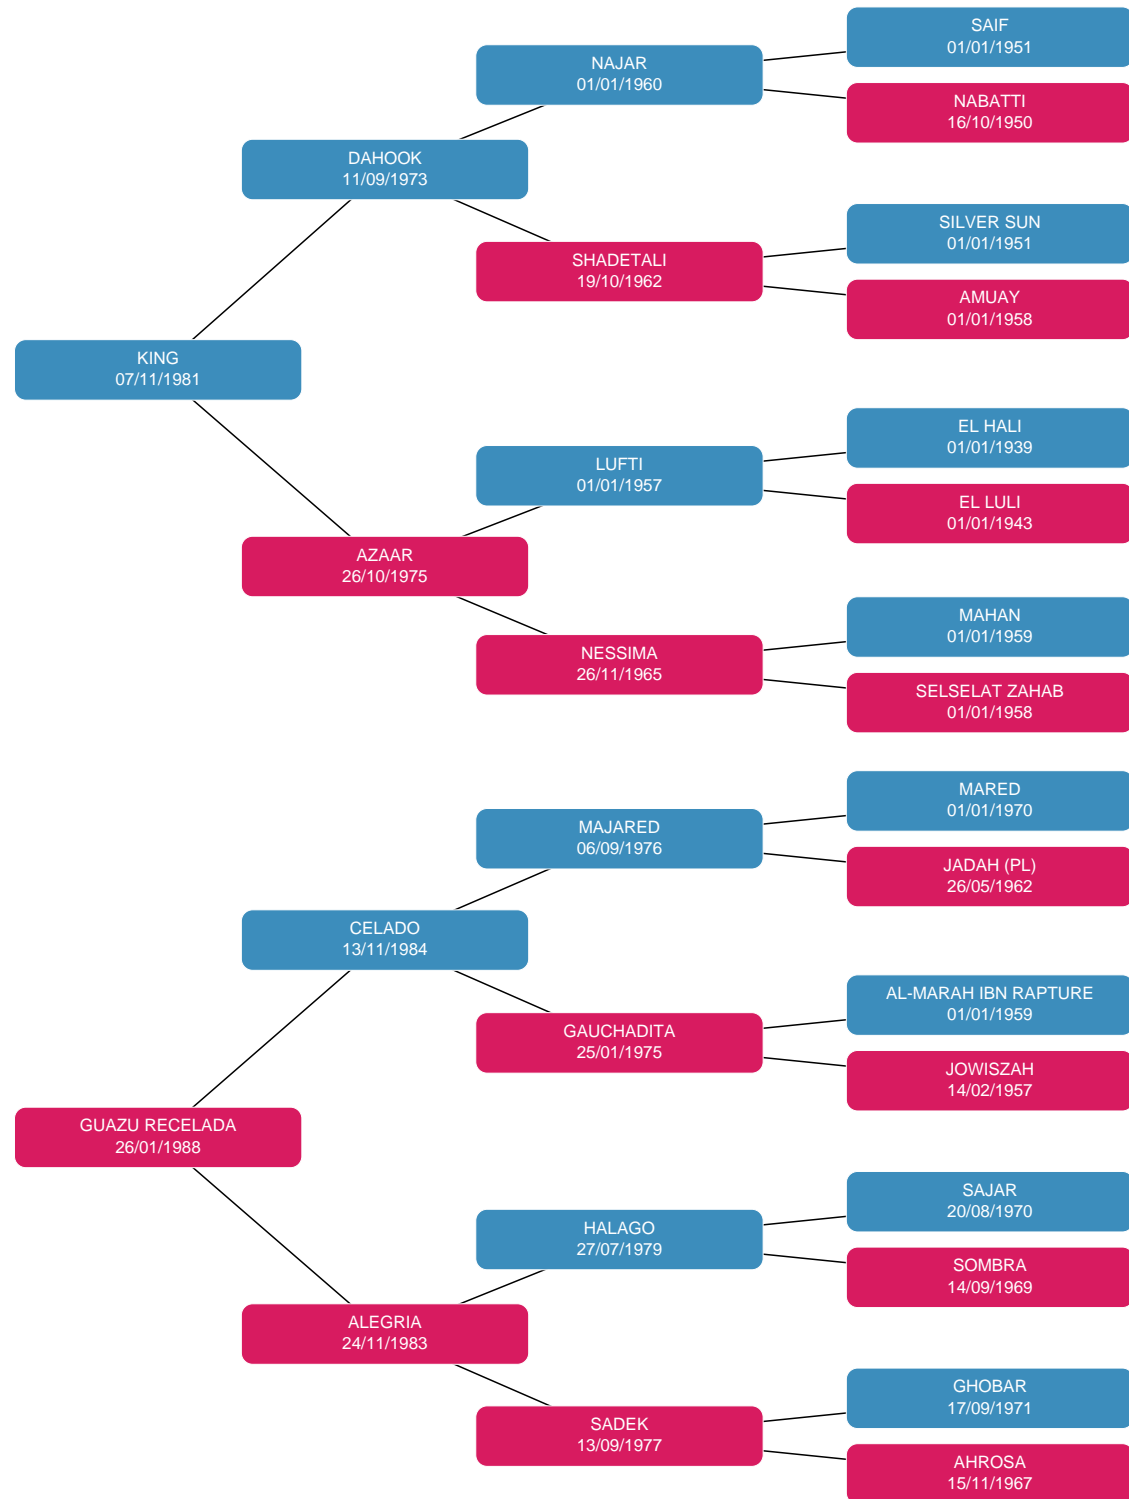 SAIF
01/01/1951
NAJAR
01/01/1960
NABATTI
16/10/1950
DAHOOK
11/09/1973
SILVER SUN
01/01/1951
SHADETALI
19/10/1962
AMUAY
01/01/1958
KING
07/11/1981
EL HALI
01/01/1939
LUFTI
01/01/1957
EL LULI
01/01/1943
AZAAR
26/10/1975
MAHAN
01/01/1959
NESSIMA
26/11/1965
SELSELAT ZAHAB
01/01/1958
MARED
01/01/1970
MAJARED
06/09/1976
JADAH (PL)
26/05/1962
CELADO
13/11/1984
AL-MARAH IBN RAPTURE
01/01/1959
GAUCHADITA
25/01/1975
JOWISZAH
14/02/1957
GUAZU RECELADA
26/01/1988
SAJAR
20/08/1970
HALAGO
27/07/1979
SOMBRA
14/09/1969
ALEGRIA
24/11/1983
GHOBAR
17/09/1971
SADEK
13/09/1977
AHROSA
15/11/1967